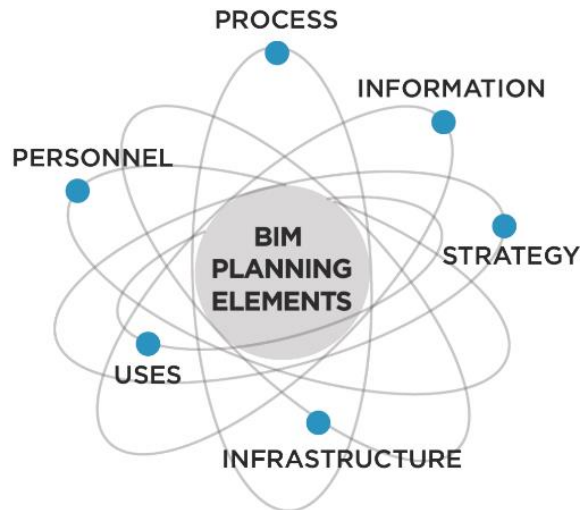 PROCESS
INFORMATION
PERSONNEL
BIM
PLANNING
ELEMENTS
STRATEGY
USES
INFRASTRUCTURE